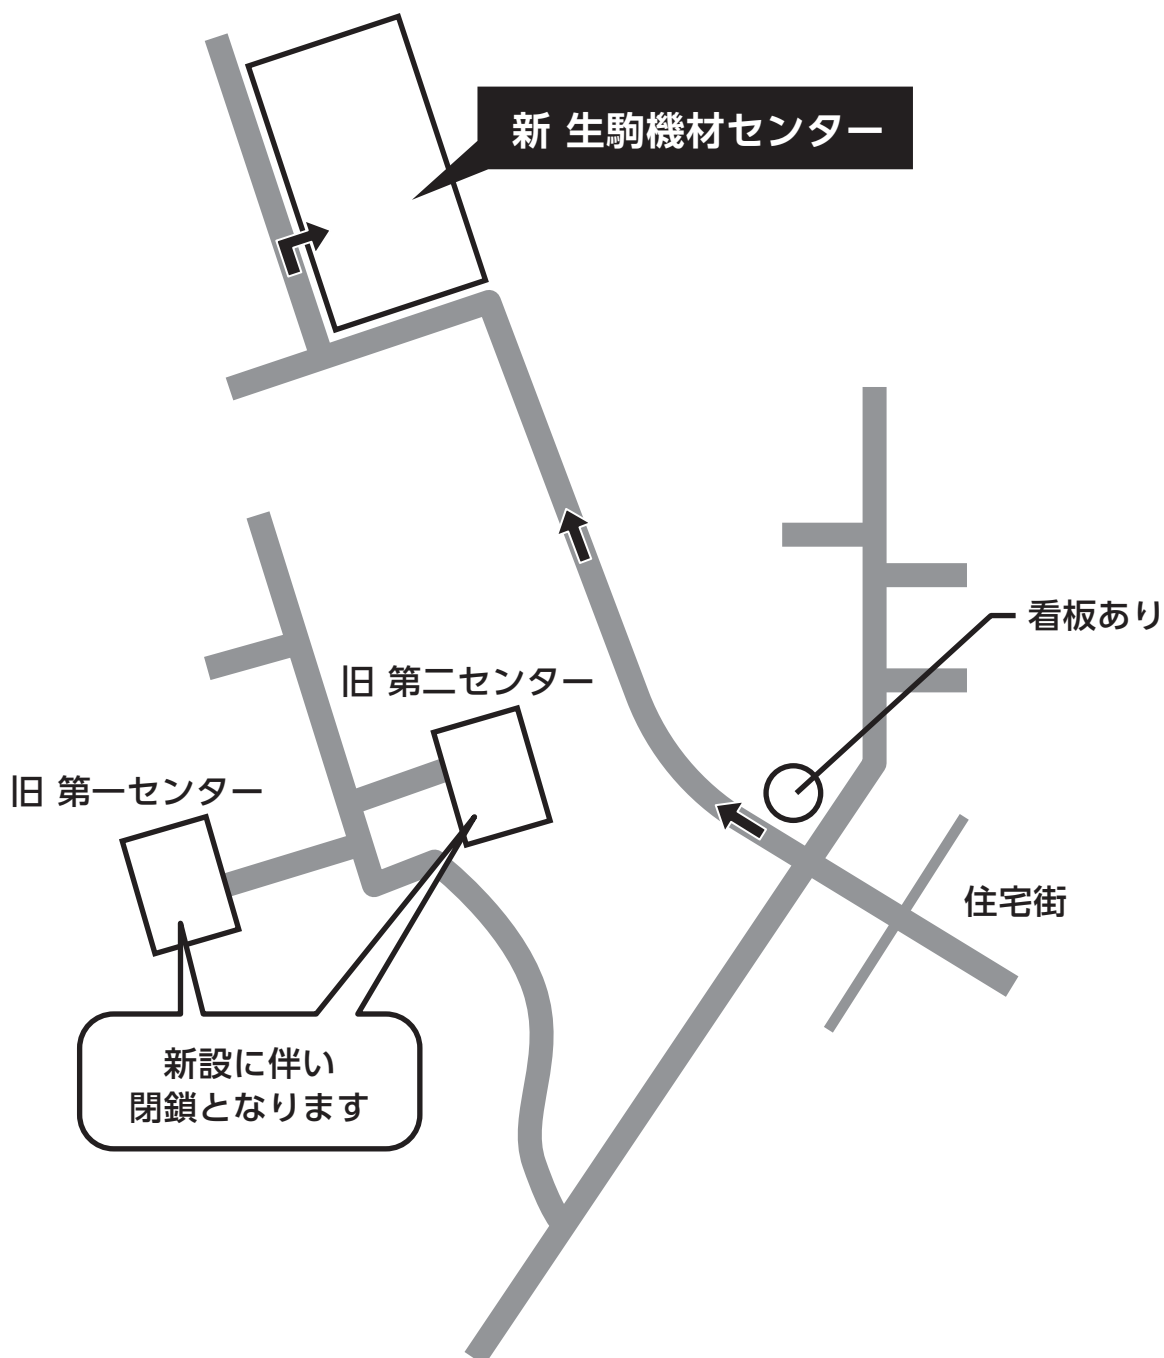 新 生駒機材センター
看板あり
旧 第二センター
旧 第一センター
住宅街
新設に伴い
閉鎖となります